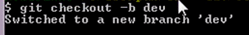 $ git checkout -b dev
Switched to a new branch 'dev'